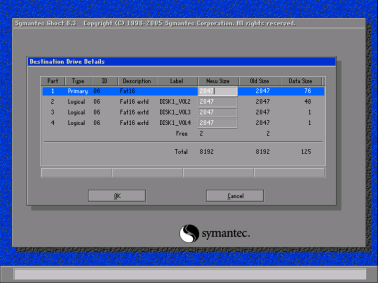 Symantec Ghost 8.3 Copyright (C) 1998-2005 Symantec Corporation. All rights reserved.
Destination Drive Details
Part Type ID Description Label New Size Old Size Data Size
1 Primary 06 Fat16 2047 2047 76
2 Logical 06 Fat16 extd DISK1_VOL2 2047 2047 48
3 Logical 06 Fat16 extd DISK1_VOL3 2047 2047 1
4 Logical 06 Fat16 extd DISK1_VOL4 2047 2047 1
Free 2 2
Total 8192 8192 125
OK Cancel
symantec.